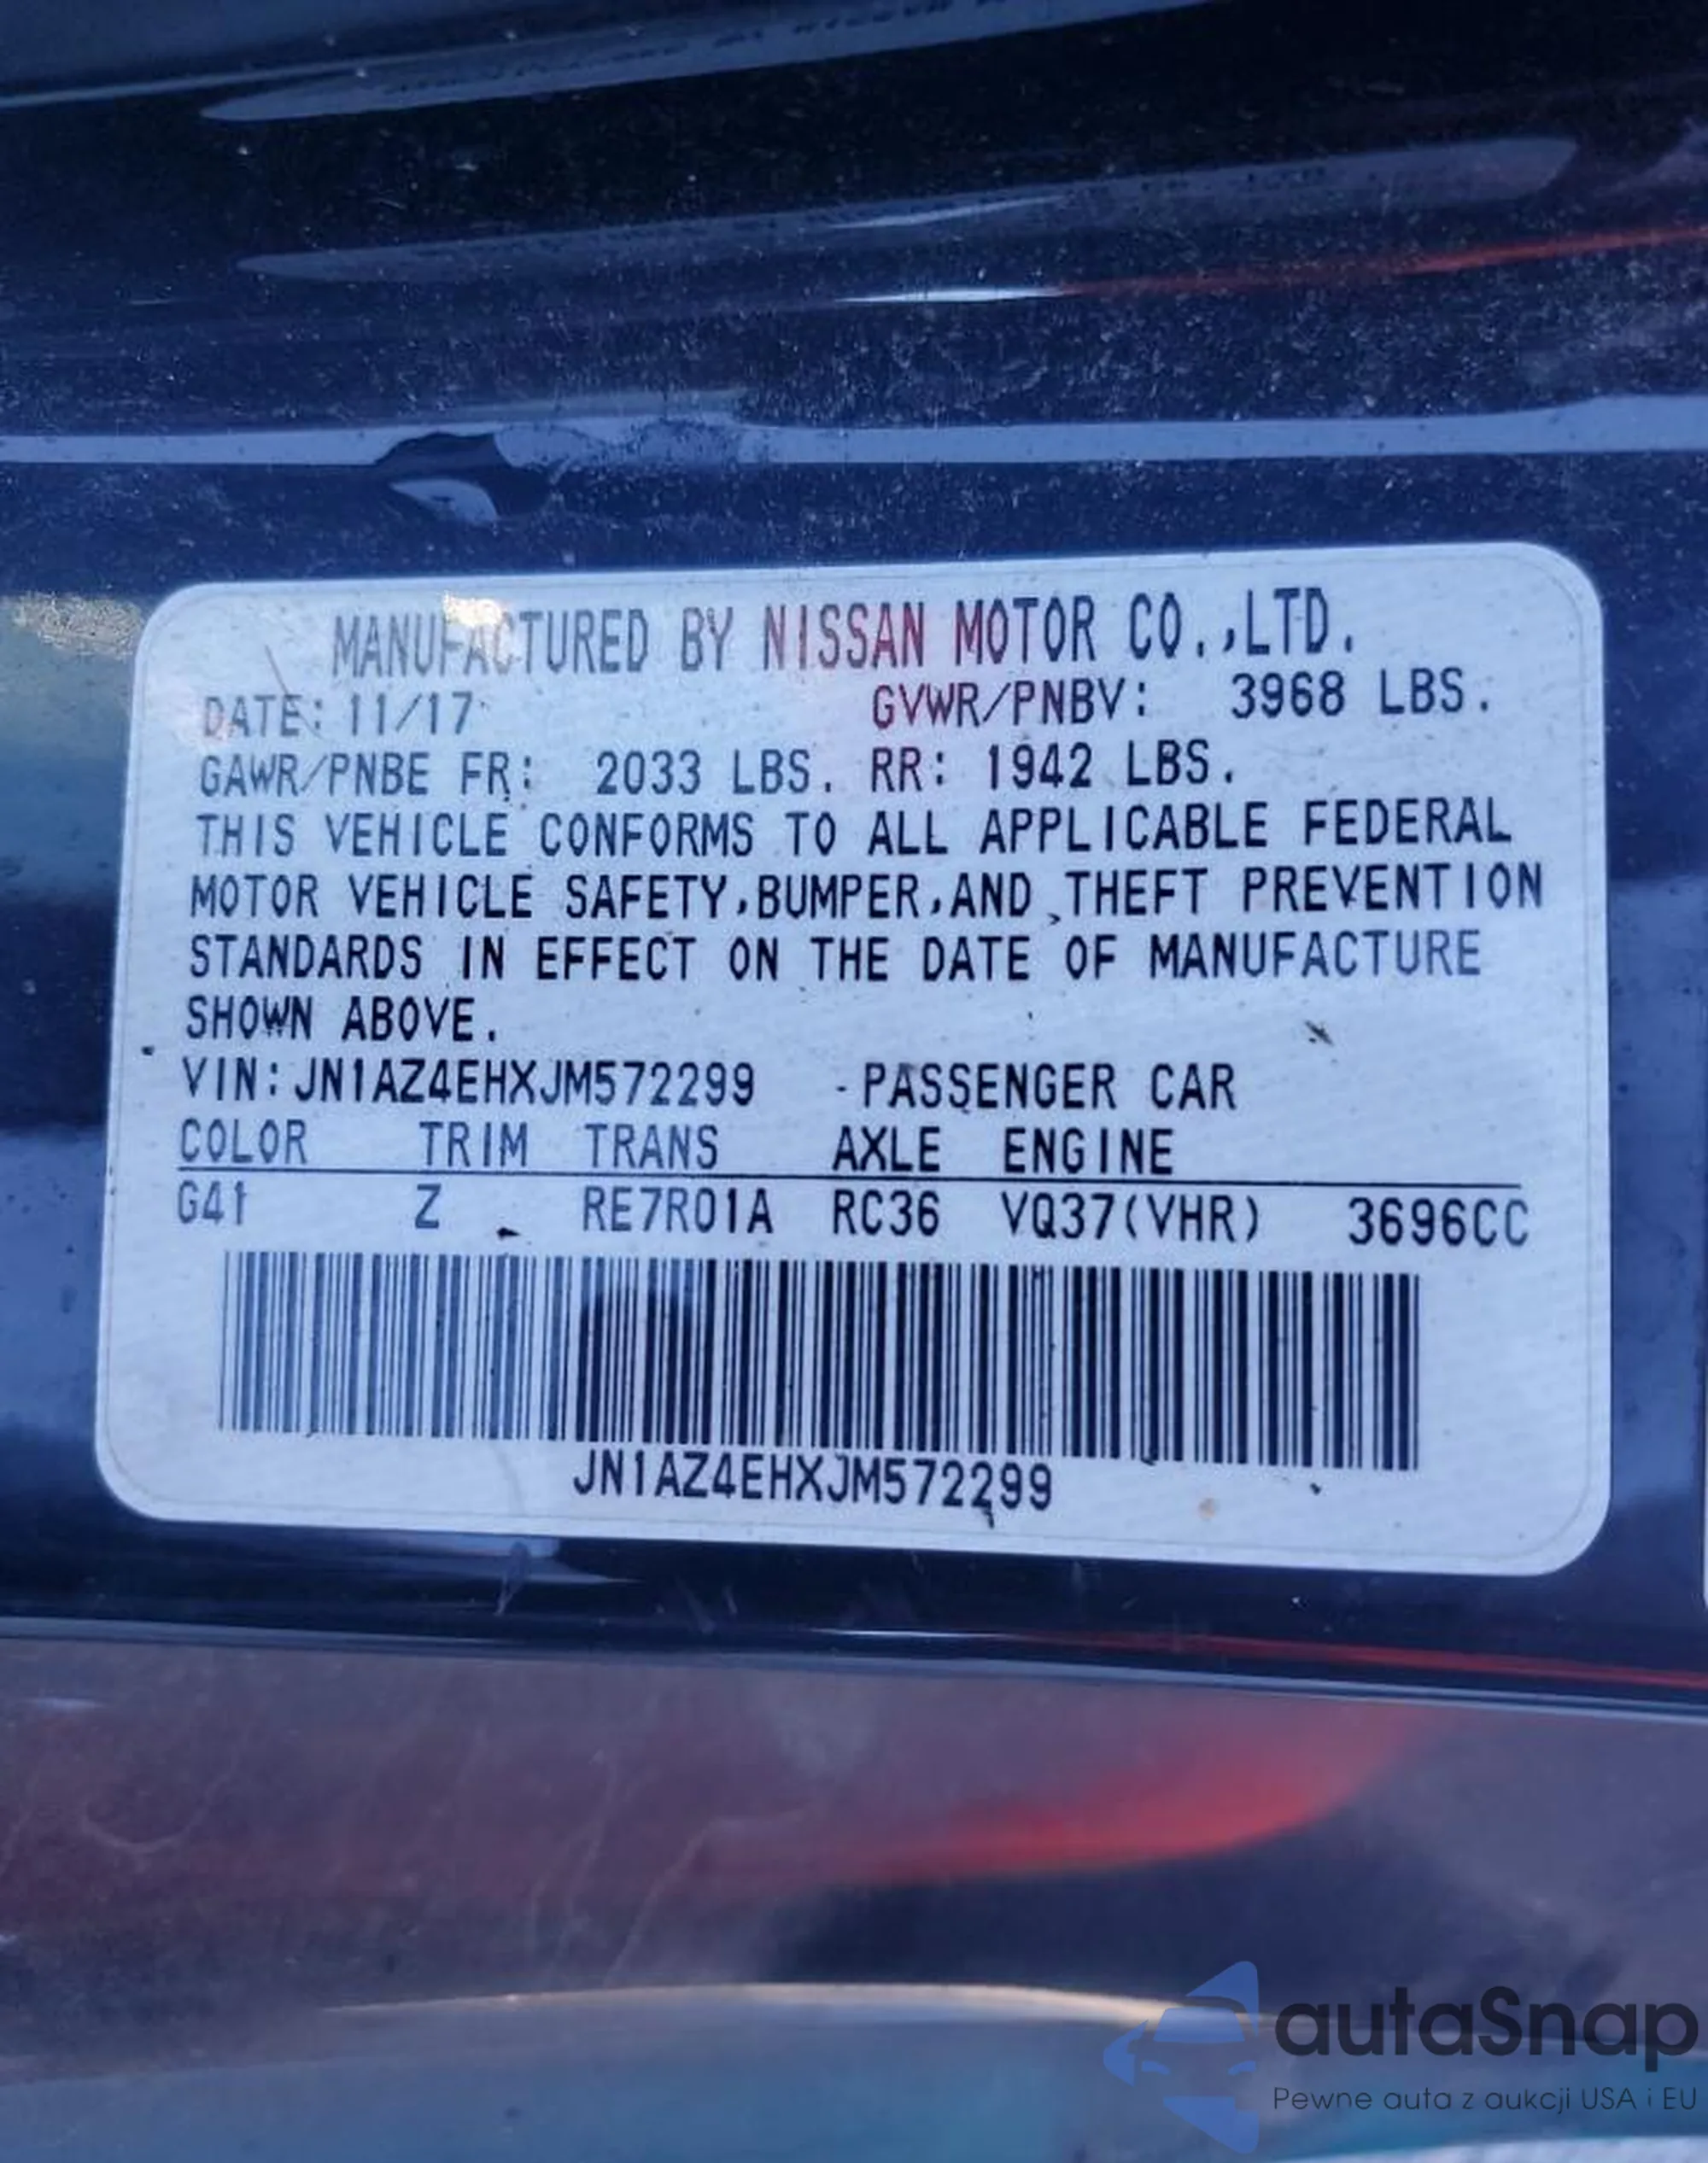 MANUFACTURED BY NISSAN MOTOR CO.,LTD.
DATE: 11/17 GVWR/PNBV: 3968 LBS.
GAWR/PNBE FR: 2033 LBS. RR: 1942 LBS.
THIS VEHICLE CONFORMS TO ALL APPLICABLE FEDERAL
MOTOR VEHICLE SAFETY,BUMPER,AND THEFT PREVENTION
STANDARDS IN EFFECT ON THE DATE OF MANUFACTURE
SHOWN ABOVE.
VIN:JN1AZ4EHXJM572299 -PASSENGER CAR
COLOR TRIM TRANS AXLE ENGINE
G41 Z RE7R01A RC36 VQ37(VHR) 3696CC
JN1AZ4EHXJM572299
autaSnap
Pewne auta z aukcji USA i EU